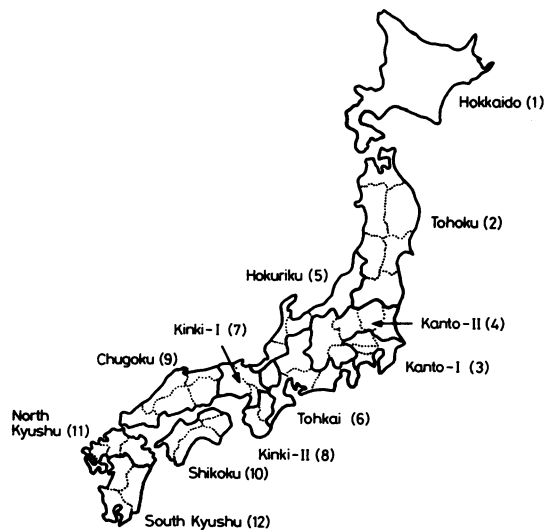 Hokkaido (1)
Tohoku (2)
Hokuriku (5)
Kinki-I (7)
Kanto-II (4)
Chugoku (9)
Kanto-I (3)
North
Kyushu (11)
Tohkai (6)
Kinki-II (8)
Shikoku (10)
South Kyushu (12)